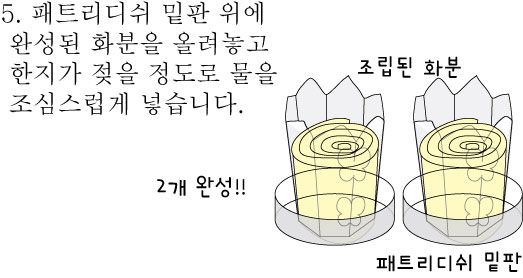 5. 패트리디쉬 밑판 위에
완성된 화분을 올려놓고
한지가 젖을 정도로 물을
조심스럽게 넣습니다.
조립된 화분
2개 완성!!
패트리디쉬 밑판